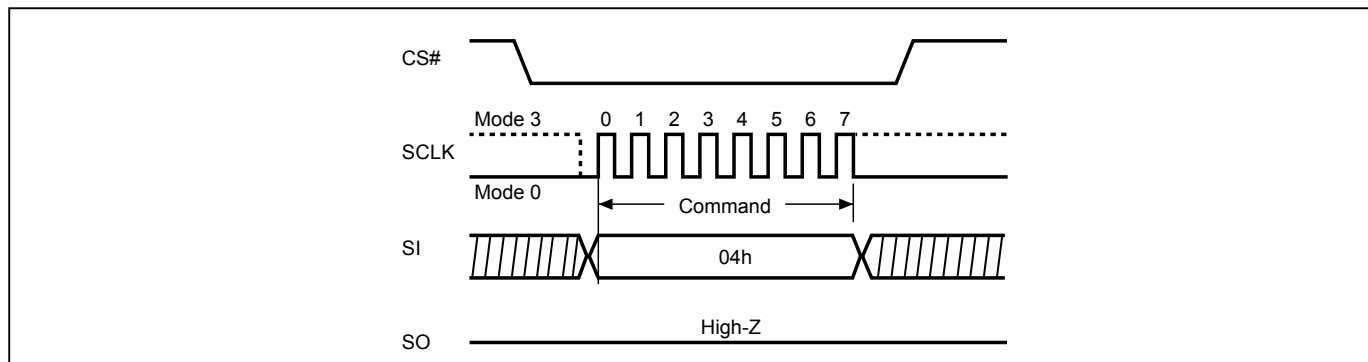 CS#
Mode 3 0 1 2 3 4 5 6 7
SCLK
Mode 0
Command
SI
04h
High-Z
SO